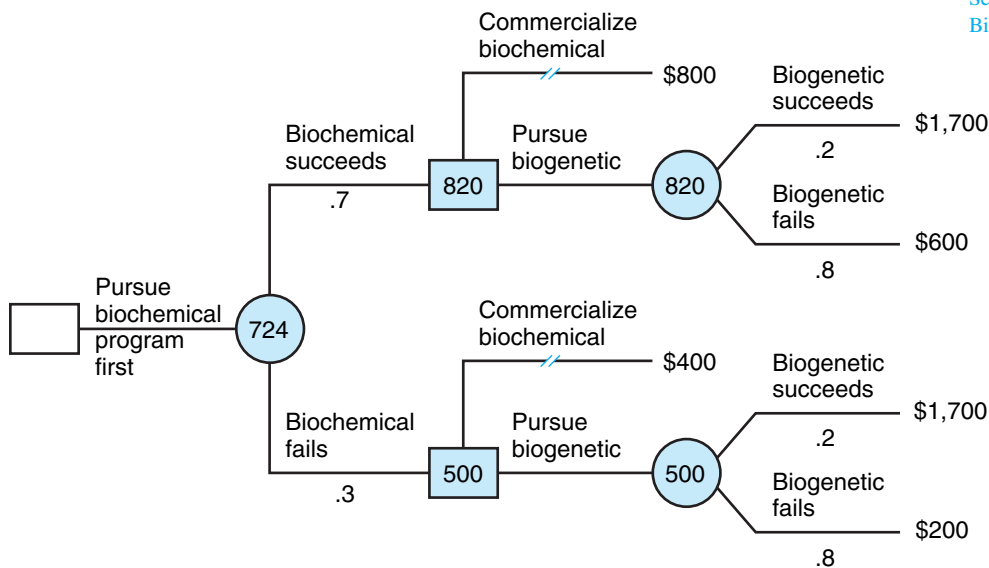 Se
Bi
Commercialize
biochemical
$800
Biogenetic
succeeds
$1,700
.2
Biochemical
succeeds
.7
820
Pursue
biogenetic
820
Biogenetic
fails
$600
.8
Pursue
biochemical
program
first
724
Commercialize
biochemical
$400
Biogenetic
succeeds
$1,700
.2
Biochemical
fails
.3
500
Pursue
biogenetic
500
Biogenetic
fails
$200
.8